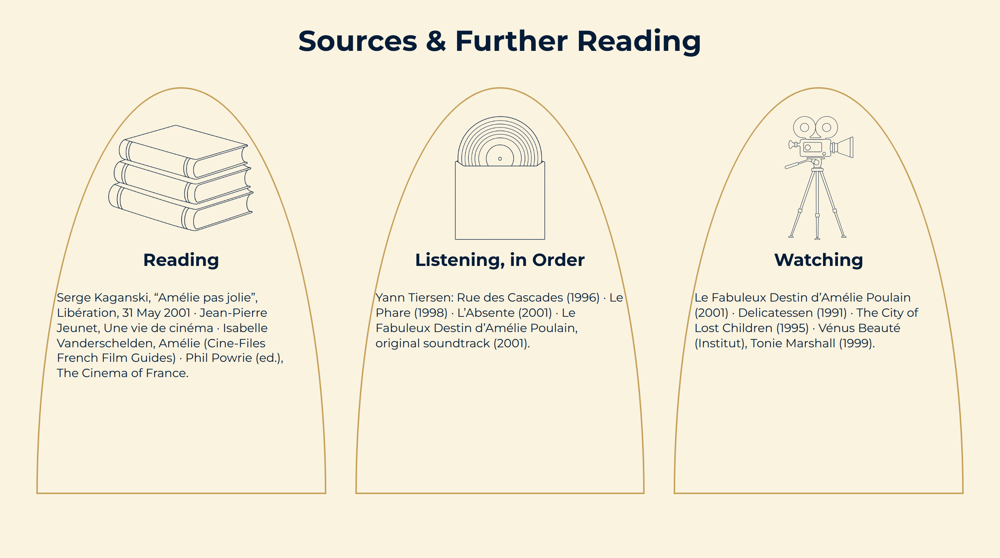 Sources & Further Reading
Reading
Serge Kaganski, “Amélie pas jolie”,
Libération, 31 May 2001 · Jean-Pierre
Jeunet, Une vie de cinéma · Isabelle
Vanderschelden, Amélie (Cine-Files
French Film Guides) · Phil Powrie (ed.),
The Cinema of France.
Listening, in Order
Yann Tiersen: Rue des Cascades (1996) · Le
Phare (1998) · L’Absente (2001) · Le
Fabuleux Destin d’Amélie Poulain,
original soundtrack (2001).
Watching
Le Fabuleux Destin d’Amélie Poulain
(2001) · Delicatessen (1991) · The City of
Lost Children (1995) · Vénus Beauté
(Institut), Tonie Marshall (1999).